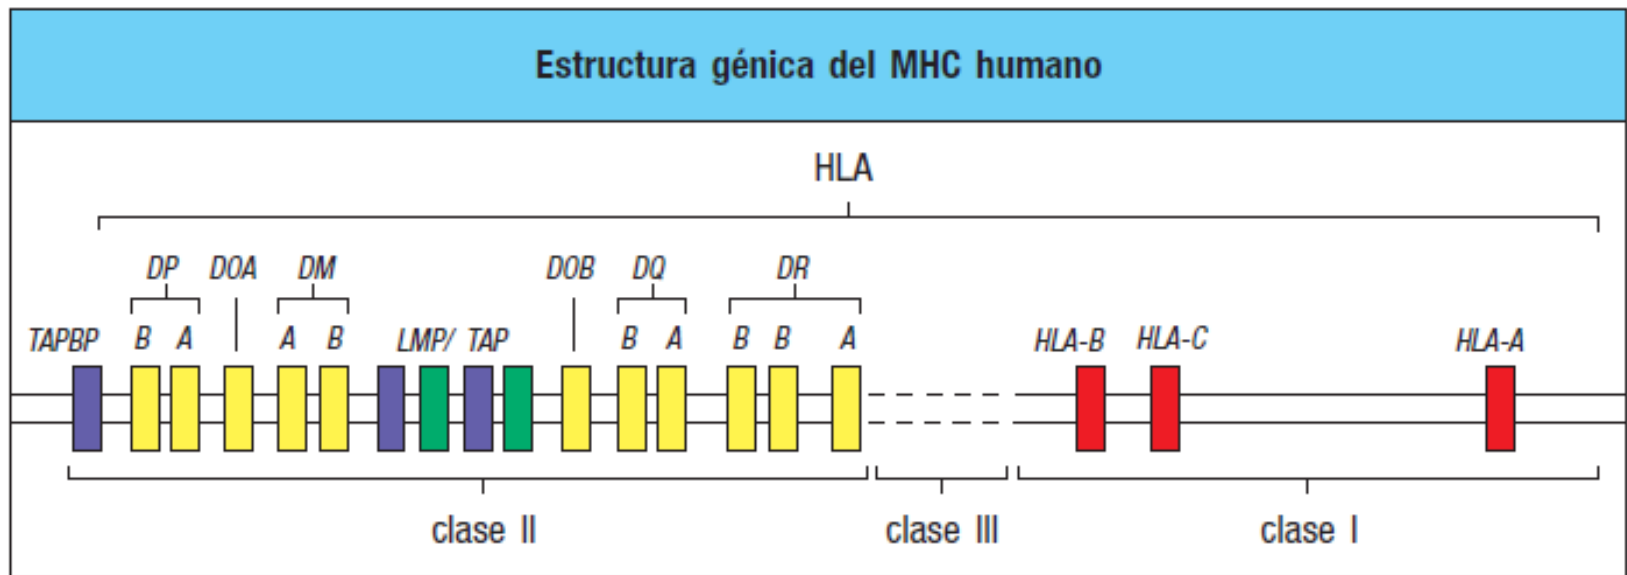 Estructura génica del MHC humano
HLA
DP DOA DM DOB DQ DR
TAPBP B A A B LMP/ TAP B A B B A HLA-B HLA-C HLA-A
clase II clase III clase I